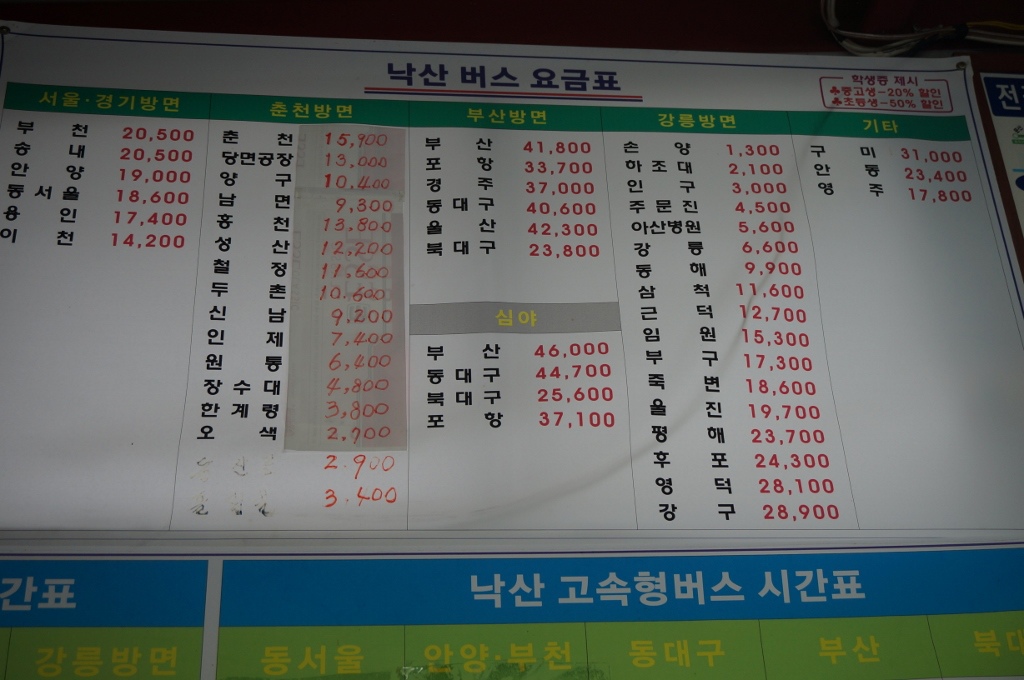 낙산 버스 요금표
학생증 제시
♣중고생-20% 할인
♣초등생-50% 할인
서울·경기방면
부 천 20,500
송 내 20,500
안 양 19,000
동서울 18,600
용 인 17,400
이 천 14,200
춘천방면
춘 천 15,900
당면공장 13,000
양 구 10,400
남 면 9,300
홍 천 13,800
성 산 12,200
철 정 11,600
두 촌 10.600
신 남 9,200
인 제 7,400
원 통 6,400
장 수 대 4,800
한 계 령 3,800
오 색 2,700
2.900
3.400
부산방면
부 산 41,800
포 항 33,700
경 주 37,000
동 대 구 40,600
울 산 42,300
북 대 구 23,800
심야
부 산 46,000
동 대 구 44,700
북 대 구 25,600
포 항 37,100
강릉방면
손 양 1,300
하 조 대 2,100
인 구 3,000
주 문 진 4,500
아산병원 5,600
강 릉 6,600
동 해 9,900
삼 척 11,600
근 덕 12,700
임 원 15,300
부 구 17,300
죽 변 18,600
울 진 19,700
평 해 23,700
후 포 24,300
영 덕 28,100
강 구 28,900
기타
구 미 31,000
안 동 23,400
영 주 17,800
전
간표
강릉방면
낙산 고속형버스 시간표
동서울 안양·부천 동대구 부산 북대